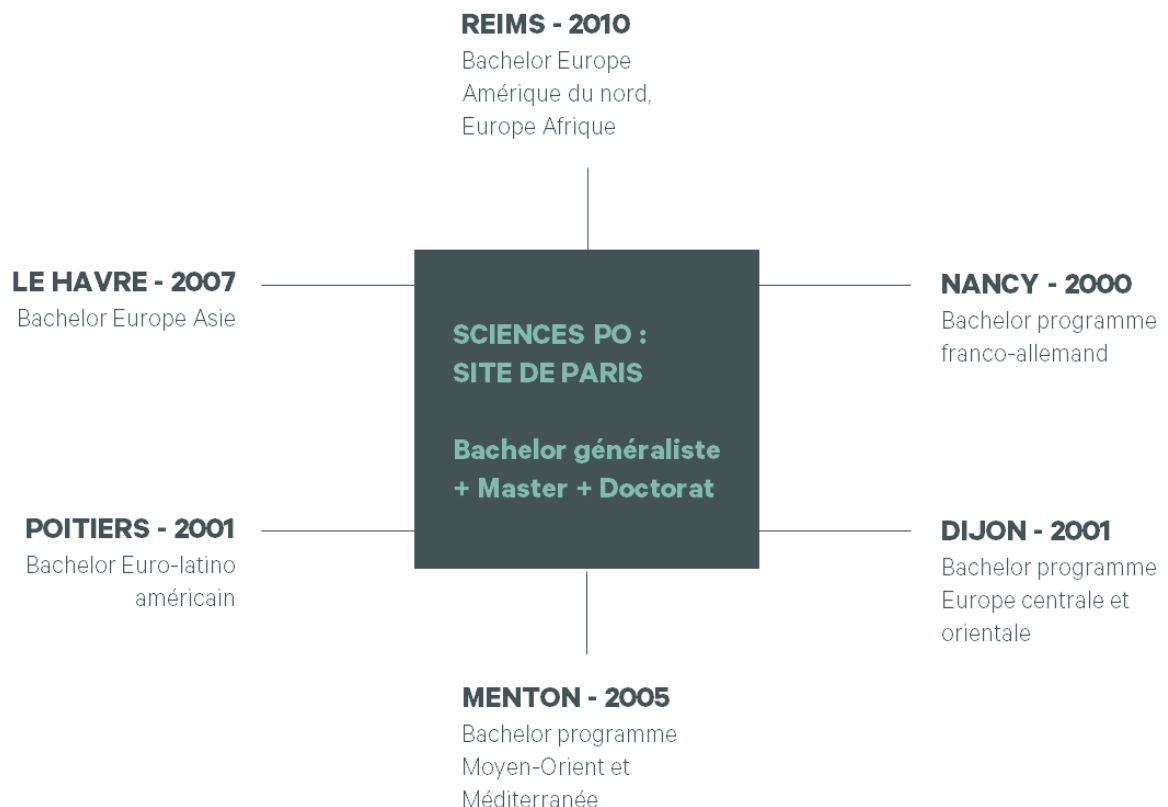 REIMS - 2010
Bachelor Europe
Amérique du nord,
Europe Afrique
LE HAVRE - 2007
Bachelor Europe Asie
SCIENCES PO :
SITE DE PARIS
Bachelor généraliste
+ Master + Doctorat
NANCY - 2000
Bachelor programme
franco-allemand
POITIERS - 2001
Bachelor Euro-latino
américain
DIJON - 2001
Bachelor programme
Europe centrale et
orientale
MENTON - 2005
Bachelor programme
Moyen-Orient et
Méditerranée